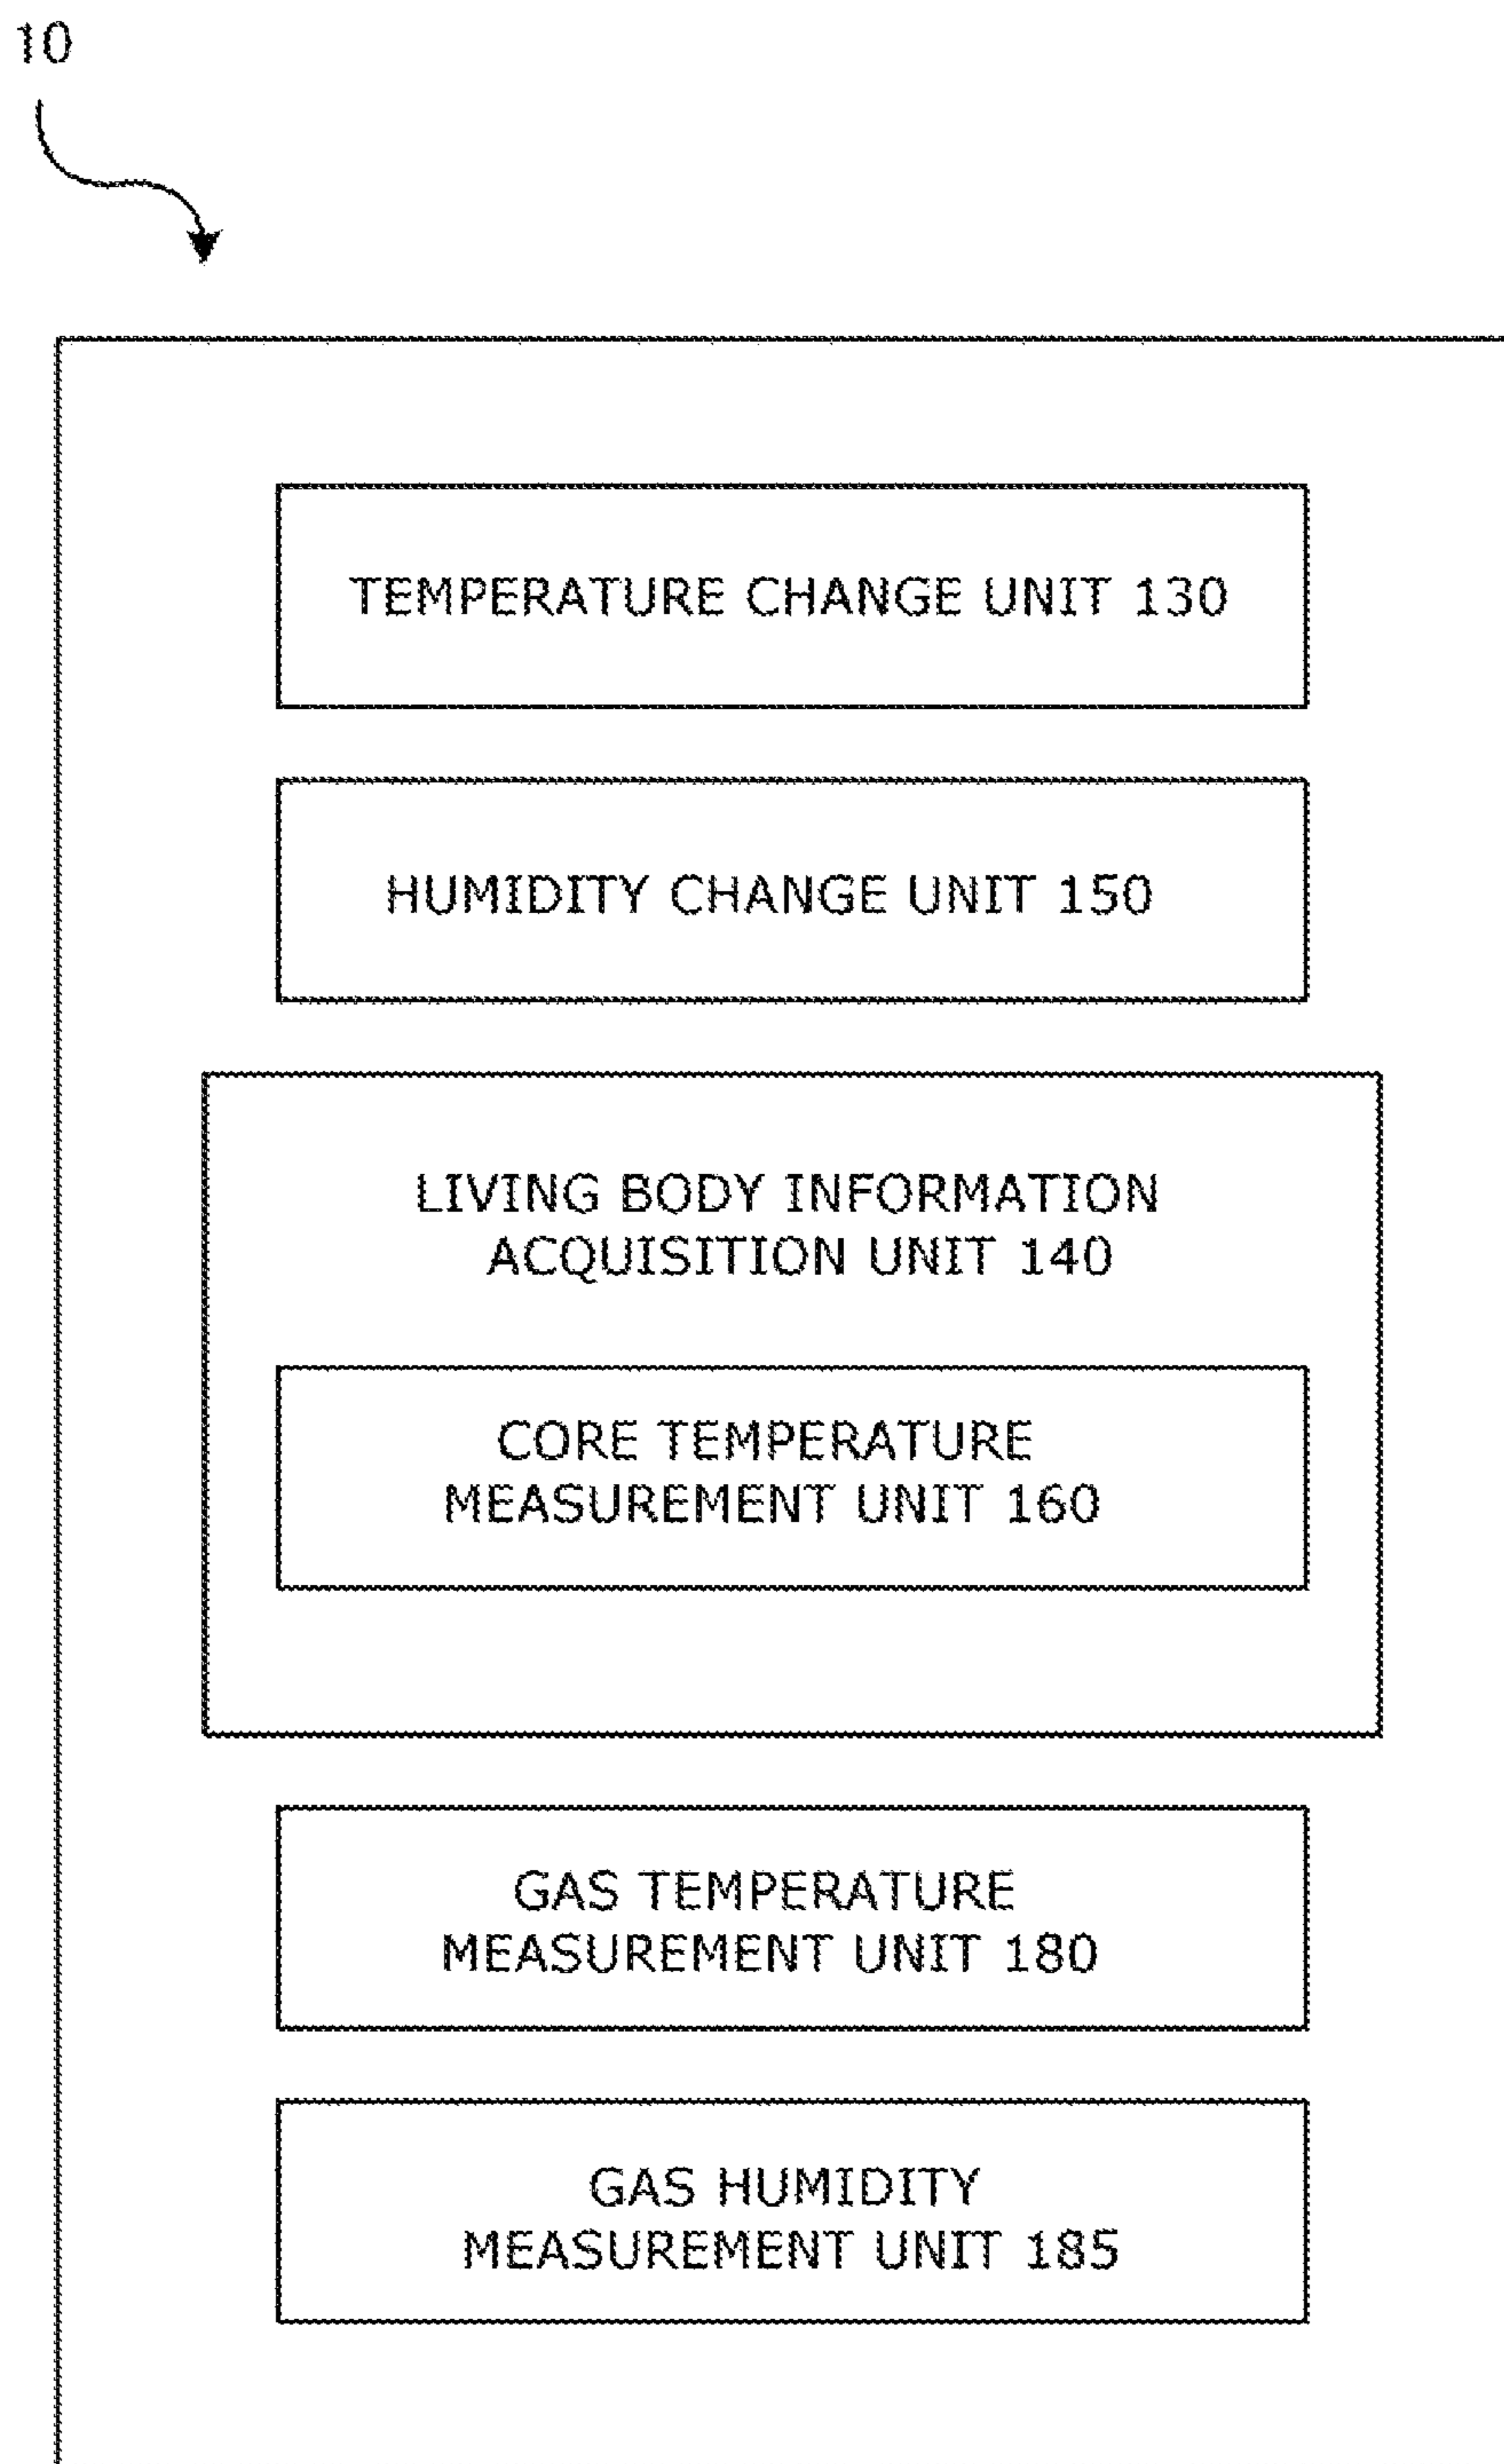 10
TEMPERATURE CHANGE UNIT 130
HUMIDITY CHANGE UNIT 150
LIVING BODY INFORMATION
ACQUISITION UNIT 140
CORE TEMPERATURE
MEASUREMENT UNIT 160
GAS TEMPERATURE
MEASUREMENT UNIT 180
GAS HUMIDITY
MEASUREMENT UNIT 185